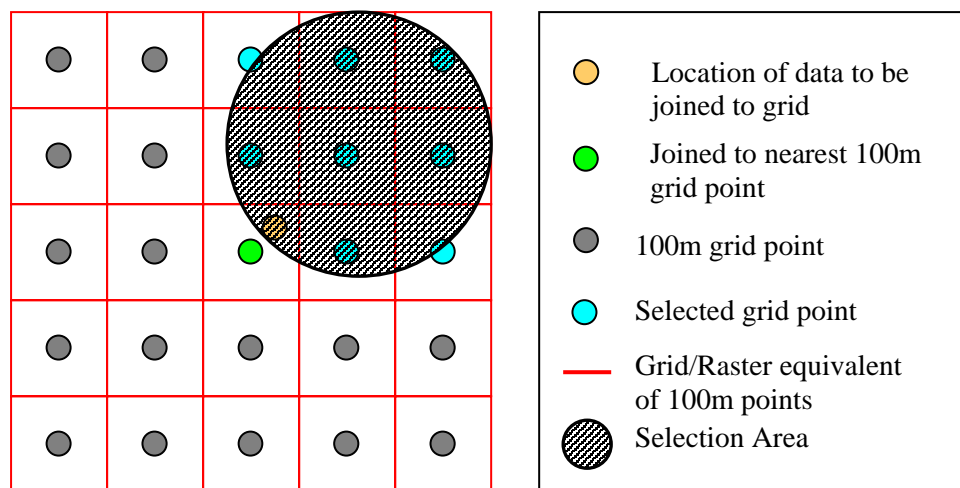 Location of data to be
joined to grid
Joined to nearest 100m
grid point
100m grid point
Selected grid point
Grid/Raster equivalent
of 100m points
Selection Area